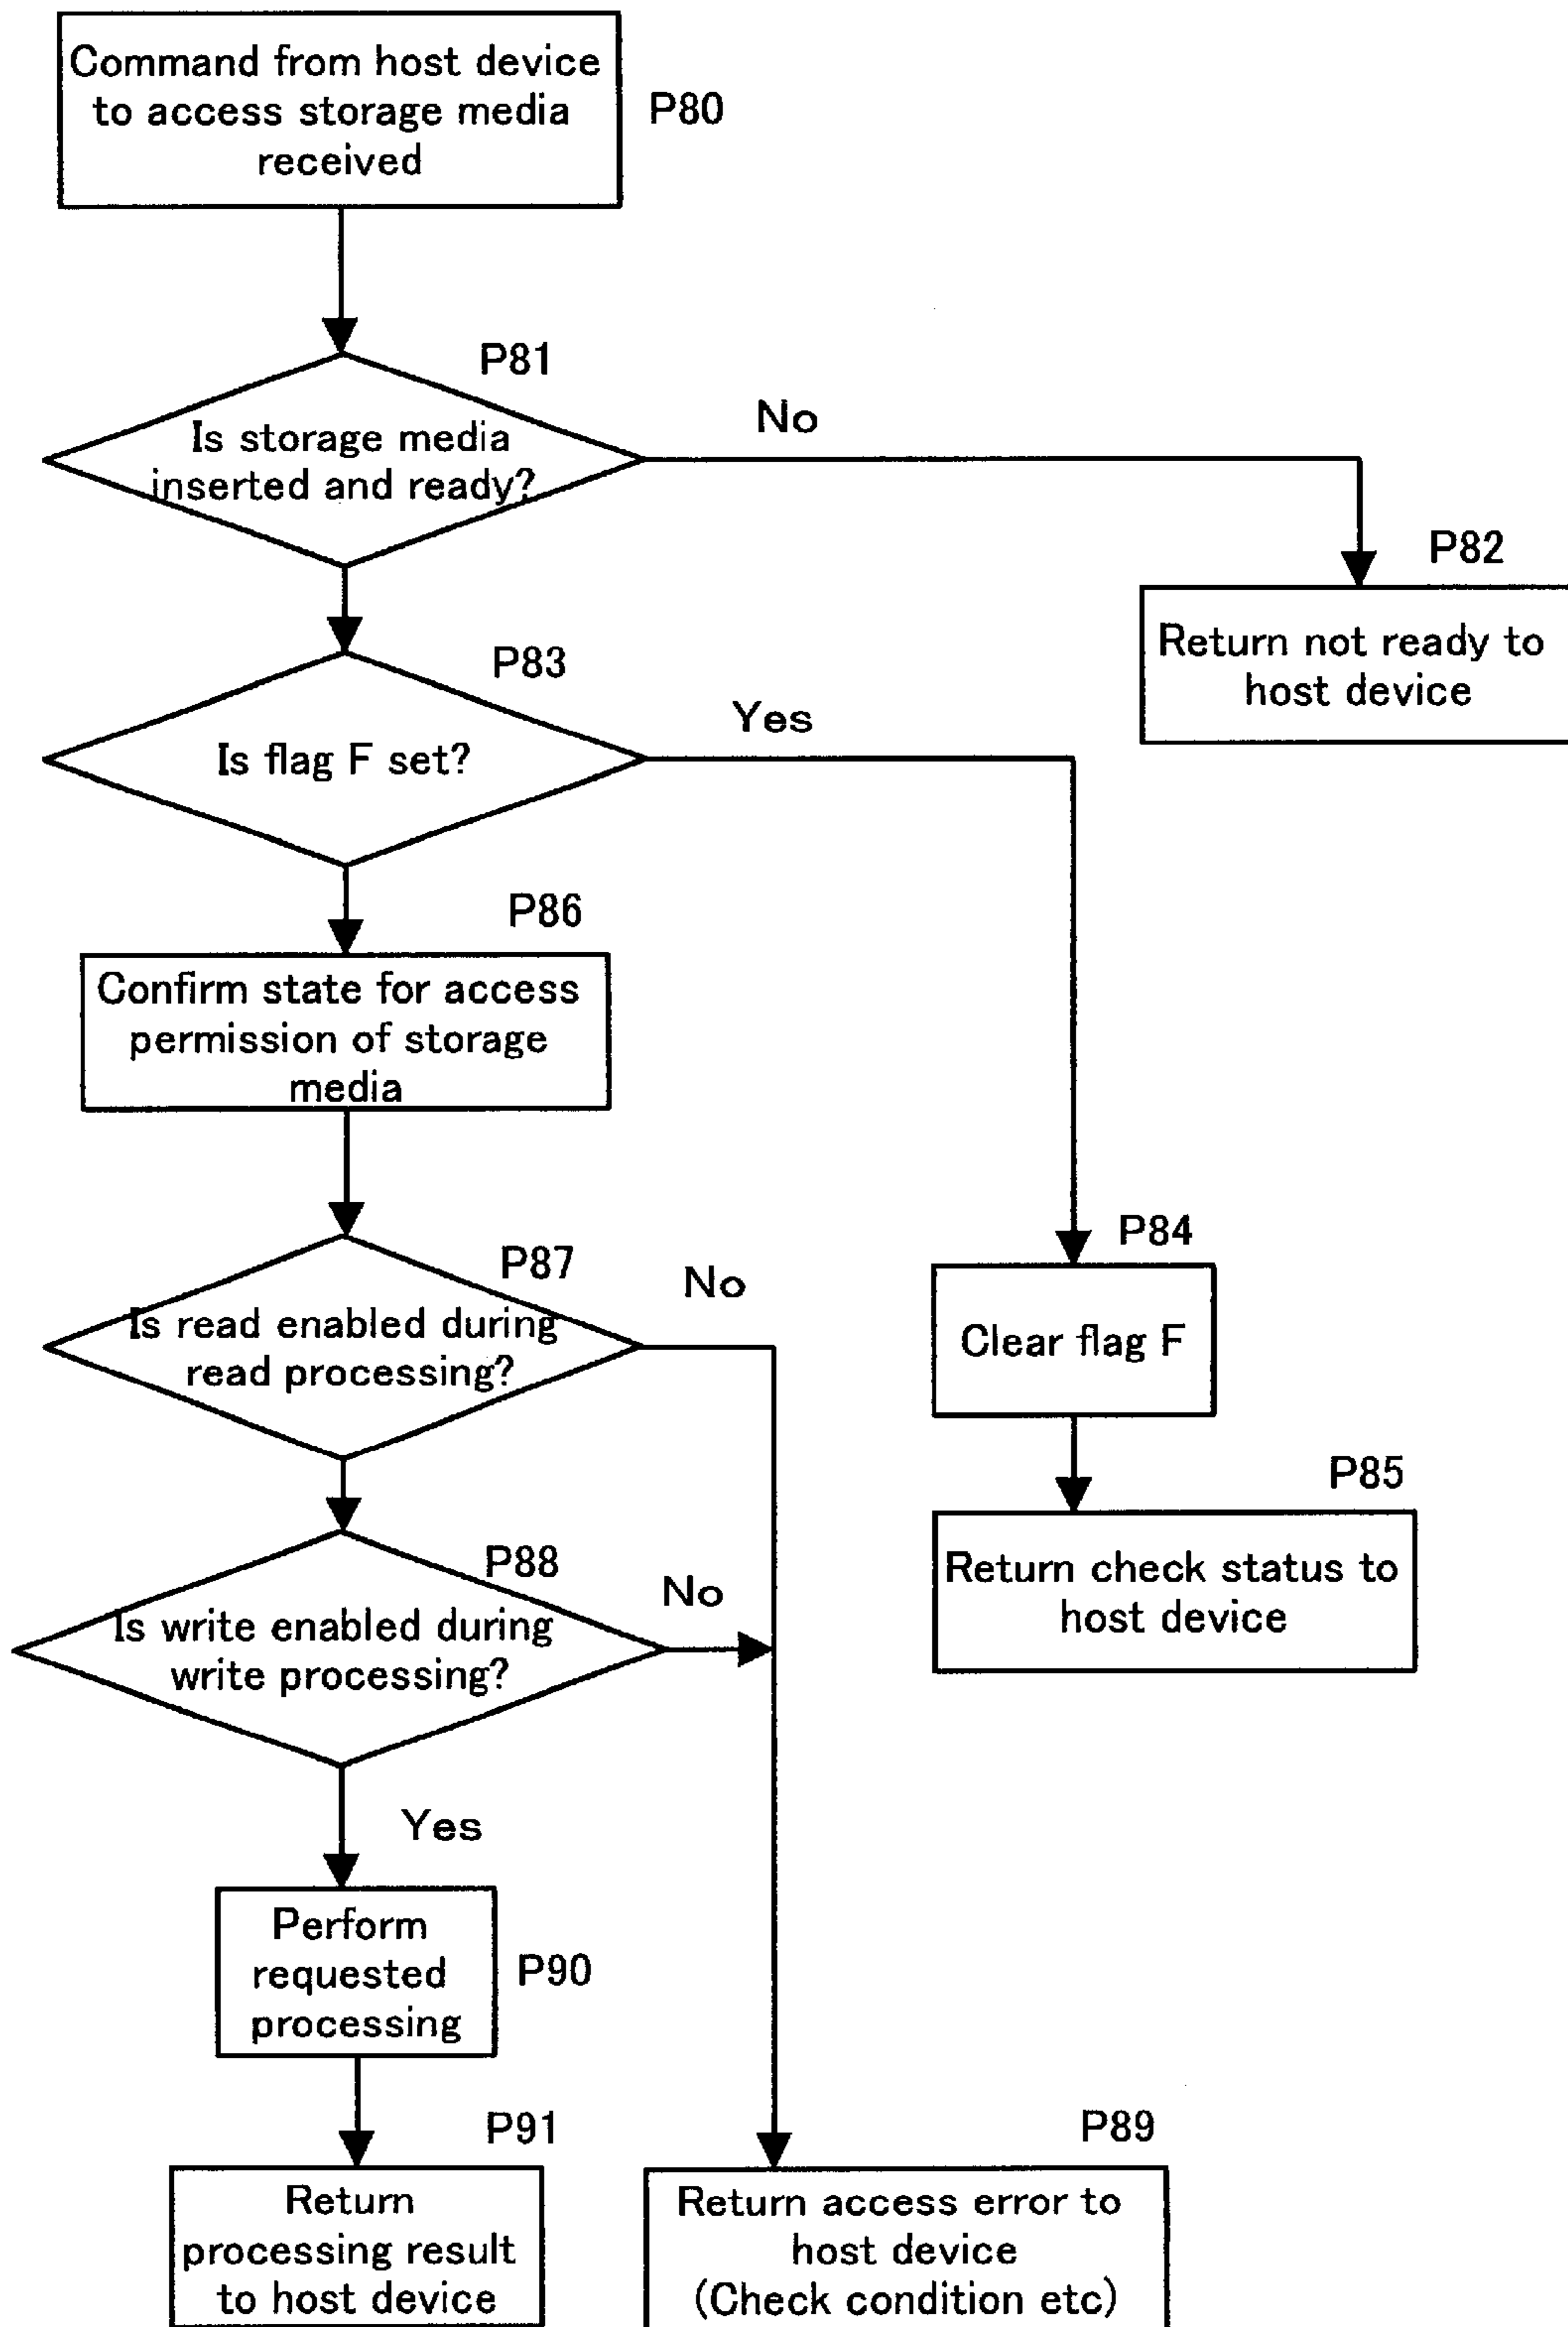 Command from host device
to access storage media
received
P80
P81
Is storage media
inserted and ready?
No
P82
Return not ready to
host device
P83
Is flag F set?
Yes
P86
Confirm state for access
permission of storage
media
P87
Is read enabled during
read processing?
No
P84
Clear flag F
P85
Return check status to
host device
P88
Is write enabled during
write processing?
No
Yes
Perform
requested
processing
P90
P91
Return
processing result
to host device
P89
Return access error to
host device
(Check condition etc)